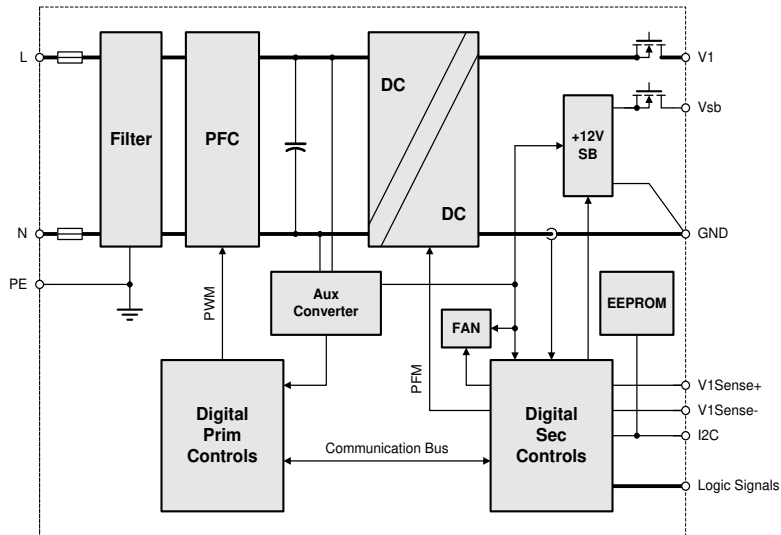 L
V1
DC
Vsb
Filter
PFC
+12V
SB
DC
N
GND
PE
PWM
Aux
Converter
EEPROM
FAN
PFM
V1Sense+
V1Sense-
I2C
Digital
Prim
Controls
Digital
Sec
Controls
Communication Bus
Logic Signals